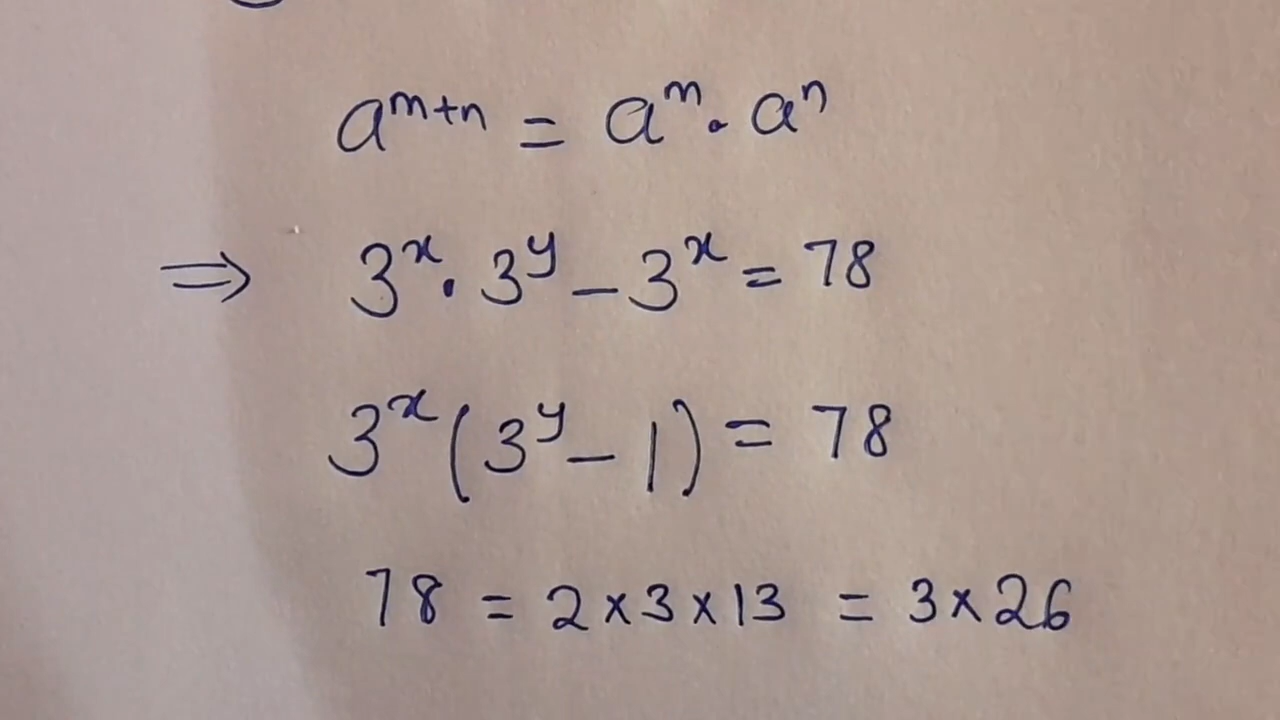 a^{m+n} = a^m · a^n
⇒ 3^x · 3^y − 3^x = 78
3^x (3^y − 1) = 78
78 = 2 × 3 × 13 = 3 × 26